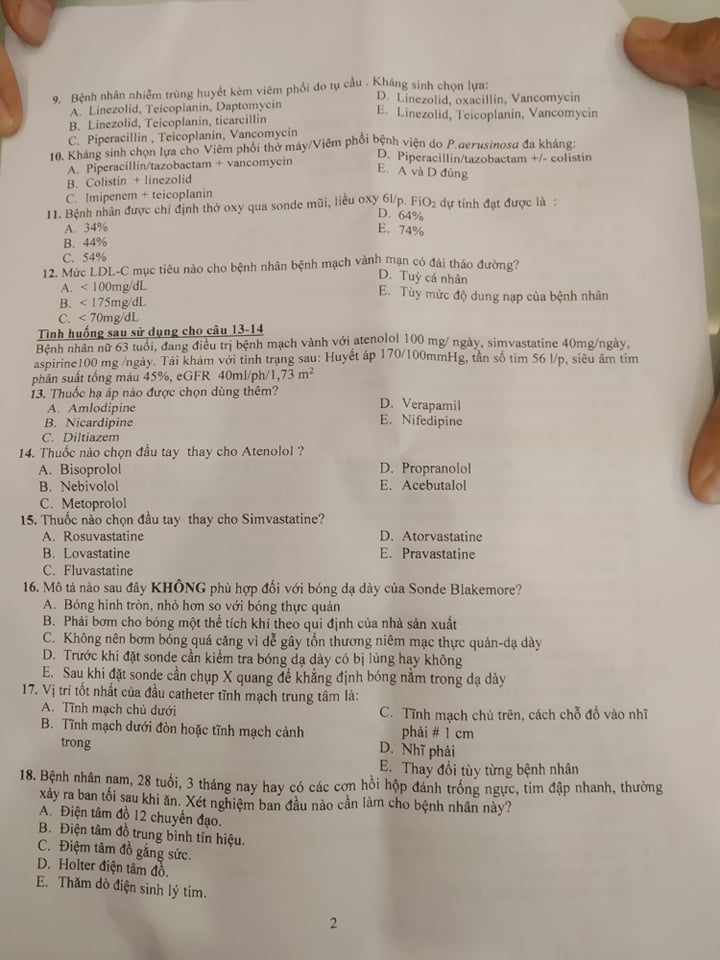 9. Bệnh nhân nhiễm trùng huyết kèm viêm phổi do tụ cầu . Kháng sinh chọn lựa:
A. Linezolid, Teicoplanin, Daptomycin
B. Linezolid, Teicoplanin, ticarcillin
C. Piperacillin , Teicoplanin, Vancomycin
D. Linezolid, oxacillin, Vancomycin
E. Linezolid, Teicoplanin, Vancomycin
10. Kháng sinh chọn lựa cho Viêm phổi thở máy/Viêm phổi bệnh viện do P.aerusinosa đa kháng:
A. Piperacillin/tazobactam + vancomycin
B. Colistin + linezolid
C. Imipenem + teicoplanin
D. Piperacillin/tazobactam +/- colistin
E. A và D đúng
11. Bệnh nhân được chỉ định thở oxy qua sonde mũi, liều oxy 6l/p. FiO2 dự tính đạt được là :
A. 34%
B. 44%
C. 54%
D. 64%
E. 74%
12. Mức LDL-C mục tiêu nào cho bệnh nhân bệnh mạch vành mạn có đái tháo đường?
A. < 100mg/dL
B. < 175mg/dL
C. < 70mg/dL
D. Tuỳ cá nhân
E. Tùy mức độ dung nạp của bệnh nhân
Tình huống sau sử dụng cho câu 13-14
Bệnh nhân nữ 63 tuổi, đang điều trị bệnh mạch vành với atenolol 100 mg/ ngày, simvastatine 40mg/ngày,
aspirine100 mg /ngày. Tái khám với tình trạng sau: Huyết áp 170/100mmHg, tần số tim 56 l/p, siêu âm tim
phân suất tống máu 45%, eGFR 40ml/ph/1,73 m2
13. Thuốc hạ áp nào được chọn dùng thêm?
A. Amlodipine
B. Nicardipine
C. Diltiazem
D. Verapamil
E. Nifedipine
14. Thuốc nào chọn đầu tay thay cho Atenolol ?
A. Bisoprolol
B. Nebivolol
C. Metoprolol
D. Propranolol
E. Acebutalol
15. Thuốc nào chọn đầu tay thay cho Simvastatine?
A. Rosuvastatine
B. Lovastatine
C. Fluvastatine
D. Atorvastatine
E. Pravastatine
16. Mô tả nào sau đây KHÔNG phù hợp đối với bóng dạ dày của Sonde Blakemore?
A. Bóng hình tròn, nhỏ hơn so với bóng thực quản
B. Phải bơm cho bóng một thể tích khí theo qui định của nhà sản xuất
C. Không nên bơm bóng quá căng vì dễ gây tổn thương niêm mạc thực quản-dạ dày
D. Trước khi đặt sonde cần kiểm tra bóng dạ dày có bị lủng hay không
E. Sau khi đặt sonde cần chụp X quang để khẳng định bóng nằm trong dạ dày
17. Vị trí tốt nhất của đầu catheter tĩnh mạch trung tâm là:
A. Tĩnh mạch chủ dưới
B. Tĩnh mạch dưới đòn hoặc tĩnh mạch cảnh
trong
C. Tĩnh mạch chủ trên, cách chỗ đổ vào nhĩ
phải # 1 cm
D. Nhĩ phải
E. Thay đổi tùy từng bệnh nhân
18. Bệnh nhân nam, 28 tuổi, 3 tháng nay hay có các cơn hồi hộp đánh trống ngực, tim đập nhanh, thường
xảy ra ban tối sau khi ăn. Xét nghiệm ban đầu nào cần làm cho bệnh nhân này?
A. Điện tâm đồ 12 chuyển đạo.
B. Điện tâm đồ trung bình tín hiệu.
C. Điệm tâm đồ gắng sức.
D. Holter điện tâm đồ.
E. Thăm dò điện sinh lý tim.
2